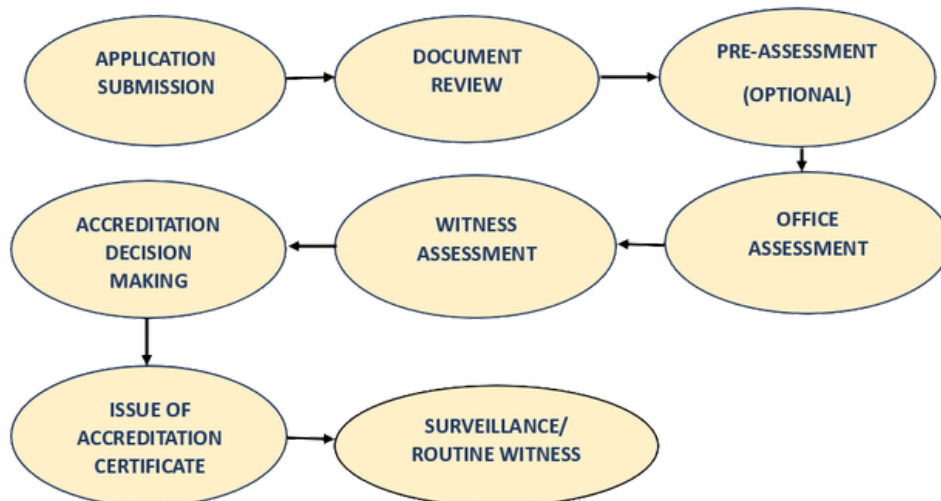 APPLICATION
SUBMISSION
DOCUMENT
REVIEW
PRE-ASSESSMENT
(OPTIONAL)
OFFICE
ASSESSMENT
WITNESS
ASSESSMENT
ACCREDITATION
DECISION
MAKING
ISSUE OF
ACCREDITATION
CERTIFICATE
SURVEILLANCE/
ROUTINE WITNESS